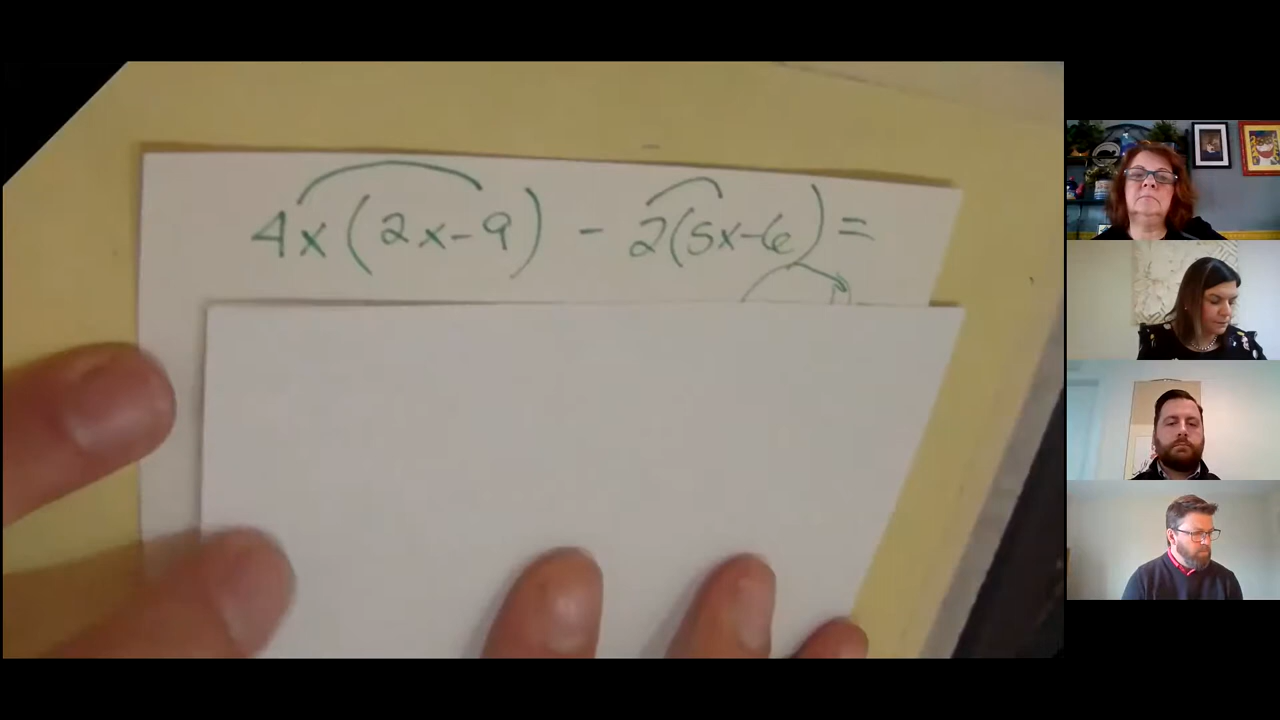 4x(2x-9) - 2(5x-6) =